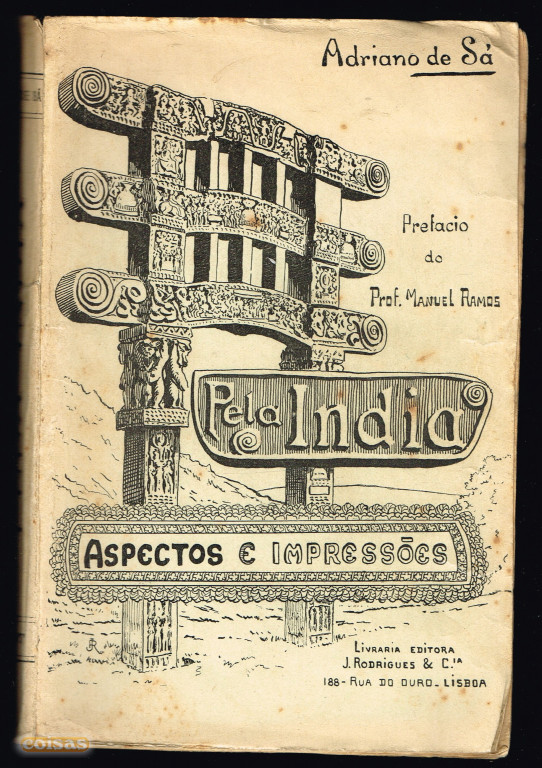 Adriano de Sá
Prefacio
do
Prof. Manuel Ramos
Pela India
ASPECTOS E IMPRESSÕES
LIVRARIA EDITORA
J. RODRIGUES & C.IA
188 - RUA DO OURO - LISBOA
coisas